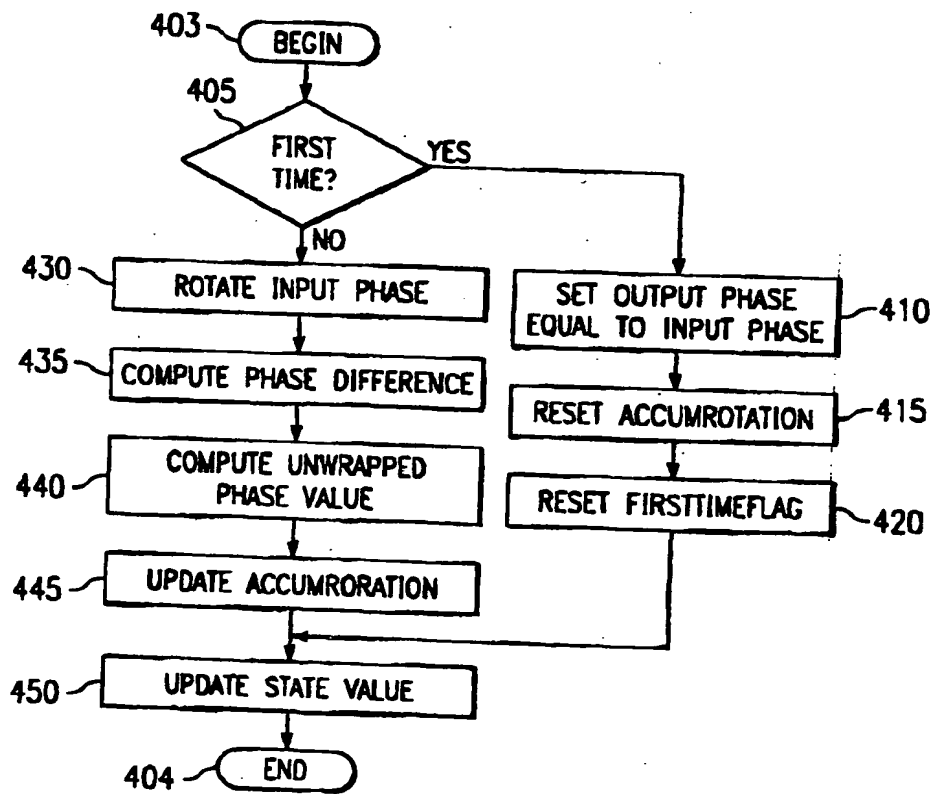 403
BEGIN
405
FIRST
TIME?
YES
NO
430
ROTATE INPUT PHASE
SET OUTPUT PHASE
EQUAL TO INPUT PHASE
410
435
COMPUTE PHASE DIFFERENCE
RESET ACCUMROTATION
415
440
COMPUTE UNWRAPPED
PHASE VALUE
RESET FIRSTTIMEFLAG
420
445
UPDATE ACCUMRORATION
450
UPDATE STATE VALUE
404
END